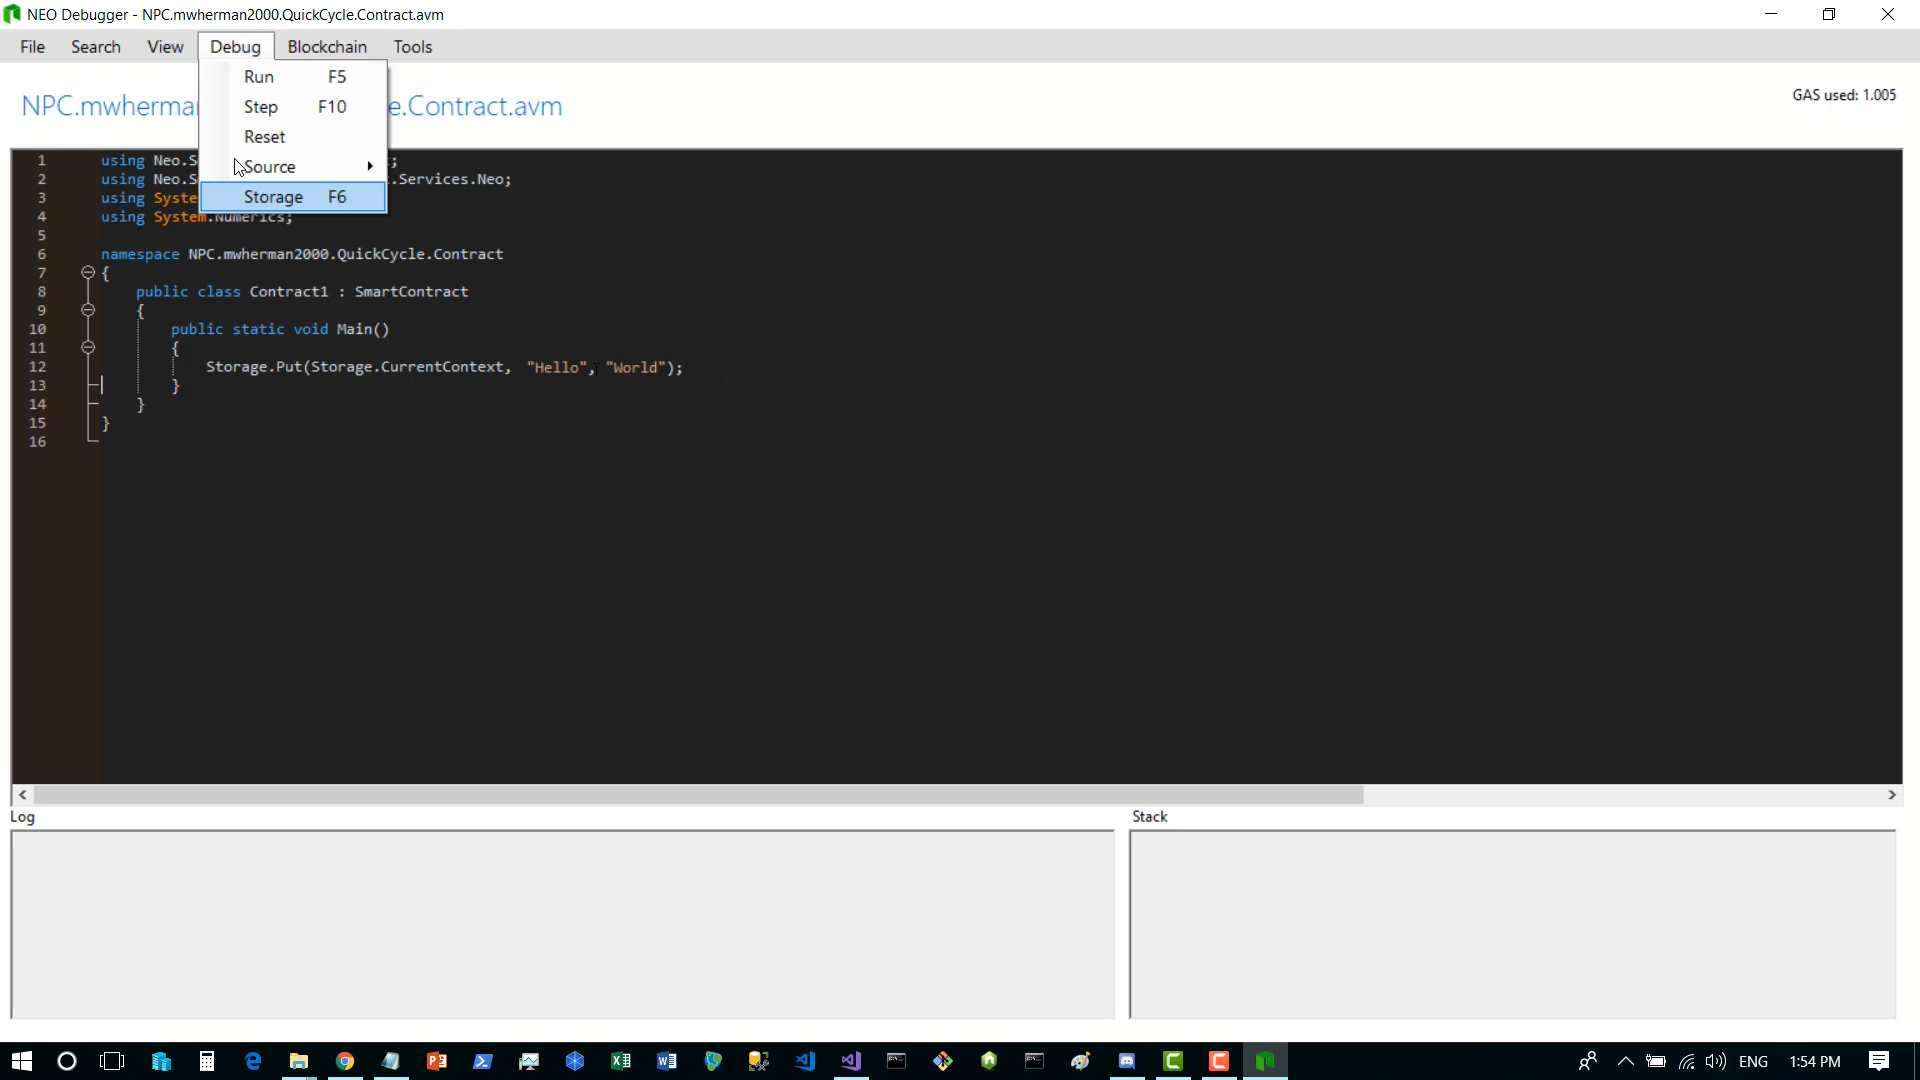 NEO Debugger - NPC.mwherman2000.QuickCycle.Contract.avm
File Search View Debug Blockchain Tools
Run F5
Step F10
Reset
Source
Storage F6
NPC.mwherma e.Contract.avm
GAS used: 1.005
1 using Neo.S ;
2 using Neo.S .Services.Neo;
3 using Syste
4 using System.Numerics;
5
6 namespace NPC.mwherman2000.QuickCycle.Contract
7 {
8 public class Contract1 : SmartContract
9 {
10 public static void Main()
11 {
12 Storage.Put(Storage.CurrentContext, "Hello", "World");
13 }
14 }
15 }
16
Log
Stack
ENG 1:54 PM